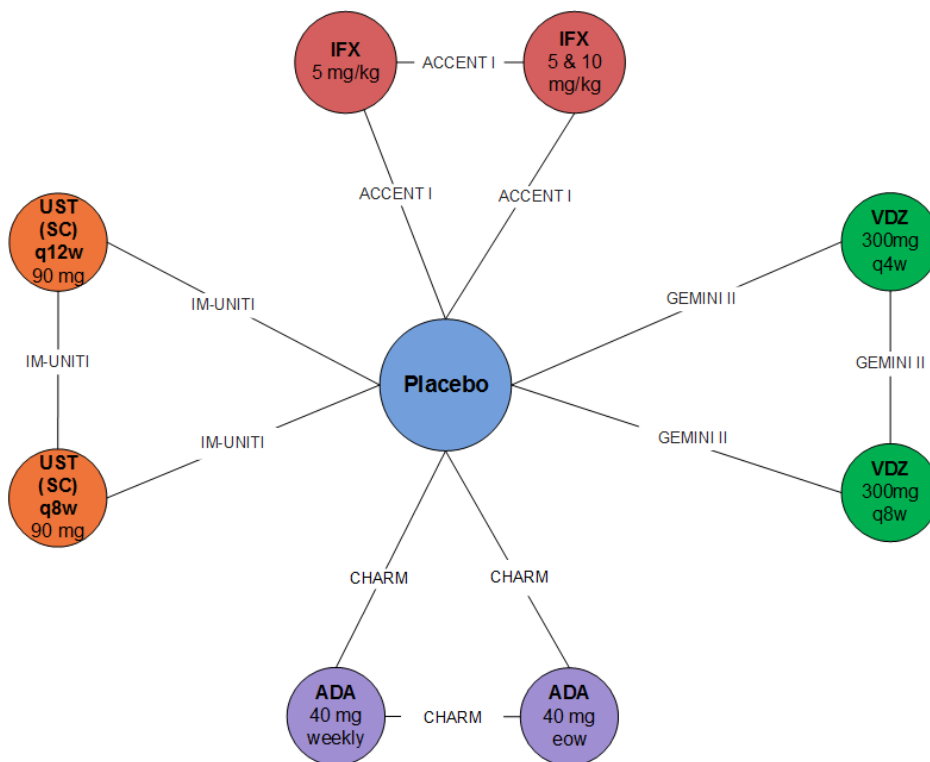 IFX
5 mg/kg
ACCENT I
IFX
5 & 10
mg/kg
ACCENT I
ACCENT I
UST
(SC)
q12w
90 mg
VDZ
300mg
q4w
IM-UNITI
GEMINI II
IM-UNITI
GEMINI II
Placebo
IM-UNITI
GEMINI II
UST
(SC)
q8w
90 mg
VDZ
300mg
q8w
CHARM
CHARM
ADA
40 mg
weekly
CHARM
ADA
40 mg
eow